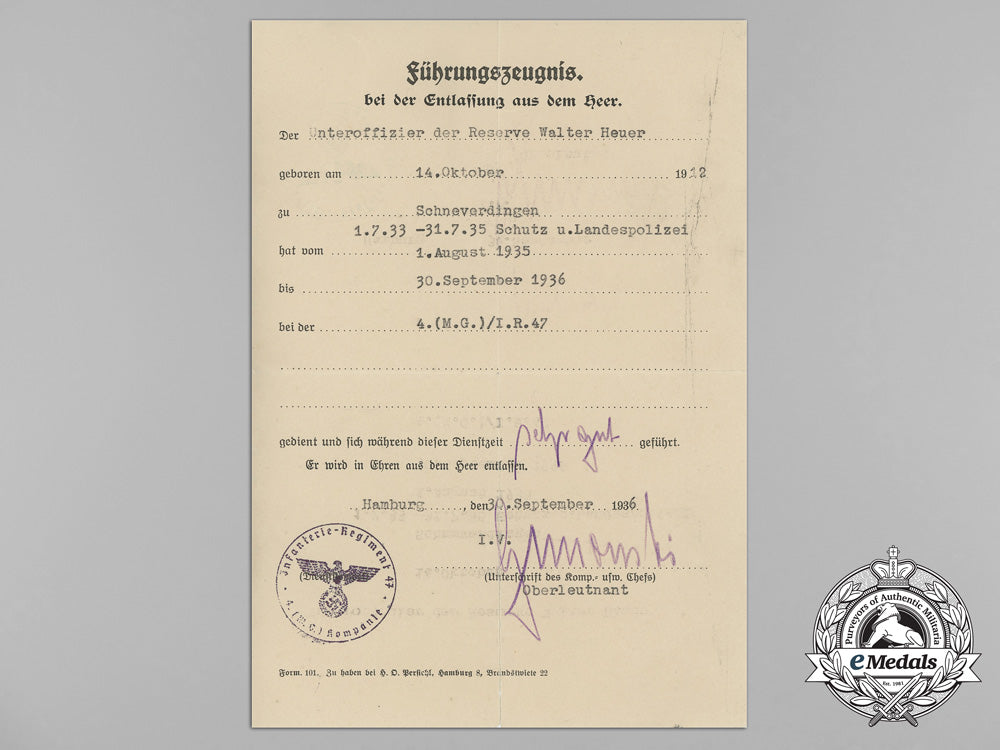 Führungszeugnis.
bei der Entlassung aus dem Heer.
Der Unteroffizier der Reserve Walter Heuer
geboren am 14.Oktober 1912
zu Schneverdingen
1.7.33 -31.7.35 Schutz u.Landespolizei
hat vom 1.August 1935
bis 30.September 1936
bei der 4.(M.G.)/I.R.47
gedient und sich während dieser Dienstzeit sehr gut geführt.
Er wird in Ehren aus dem Heer entlassen.
Hamburg, den 30.September 1936
I.V.
(Unterschrift des Komp.- usw. Chefs)
Oberleutnant
Infanterie-Regiment 47
4. (M.G.) Kompanie
Form. 101. Zu haben bei H. O. Persiehl, Hamburg 8, Brandstwiete 22
Purveyors of Authentic Militaria
eMedals
Est. 1981